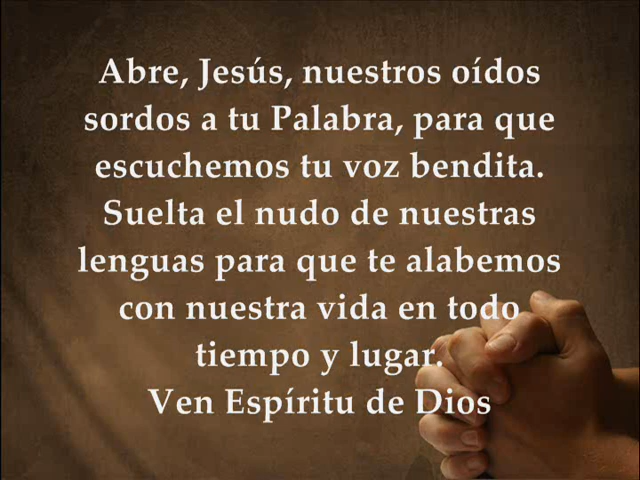 Abre, Jesús, nuestros oídos
sordos a tu Palabra, para que
escuchemos tu voz bendita.
Suelta el nudo de nuestras
lenguas para que te alabemos
con nuestra vida en todo
tiempo y lugar.
Ven Espíritu de Dios